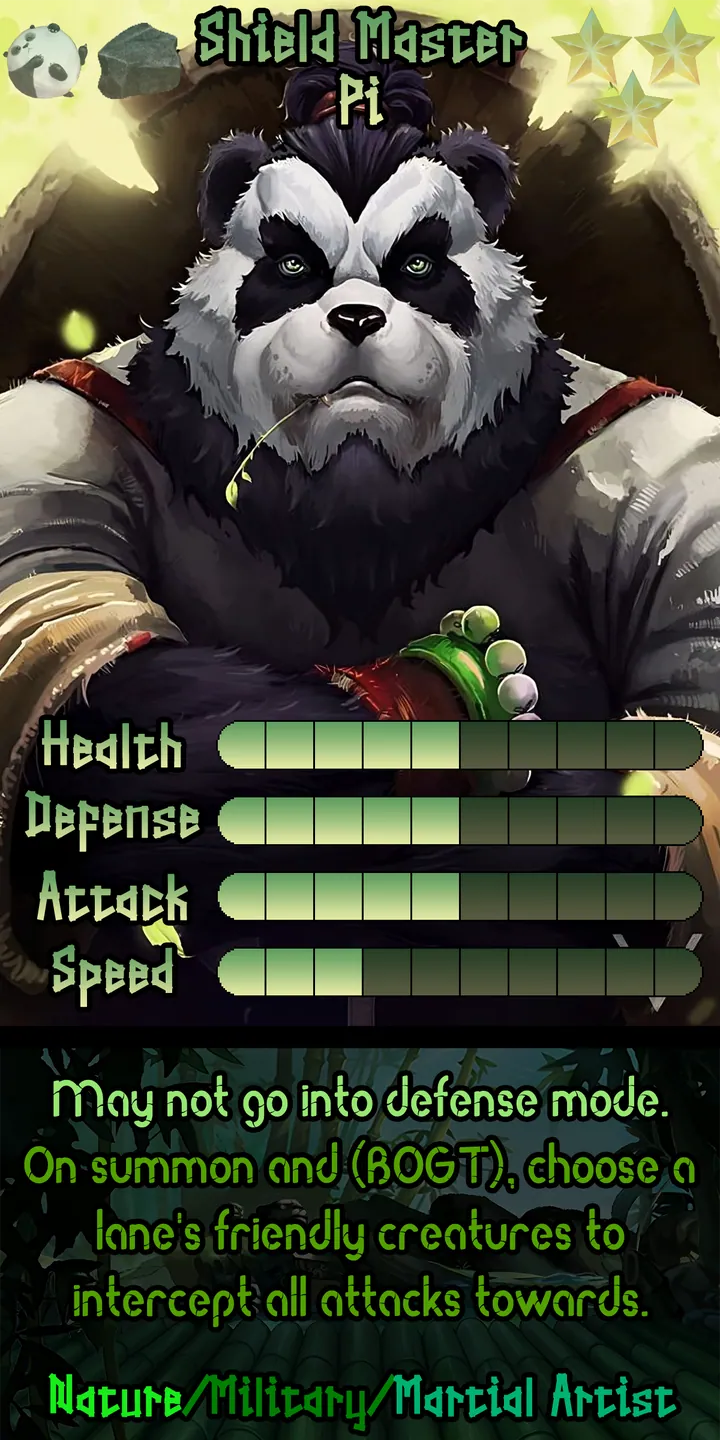 Shield Master
Pi
Health
Defense
Attack
Speed
May not go into defense mode.
On summon and (BOGT), choose a
lane's friendly creatures to
intercept all attacks towards.
Nature/Military/Martial Artist